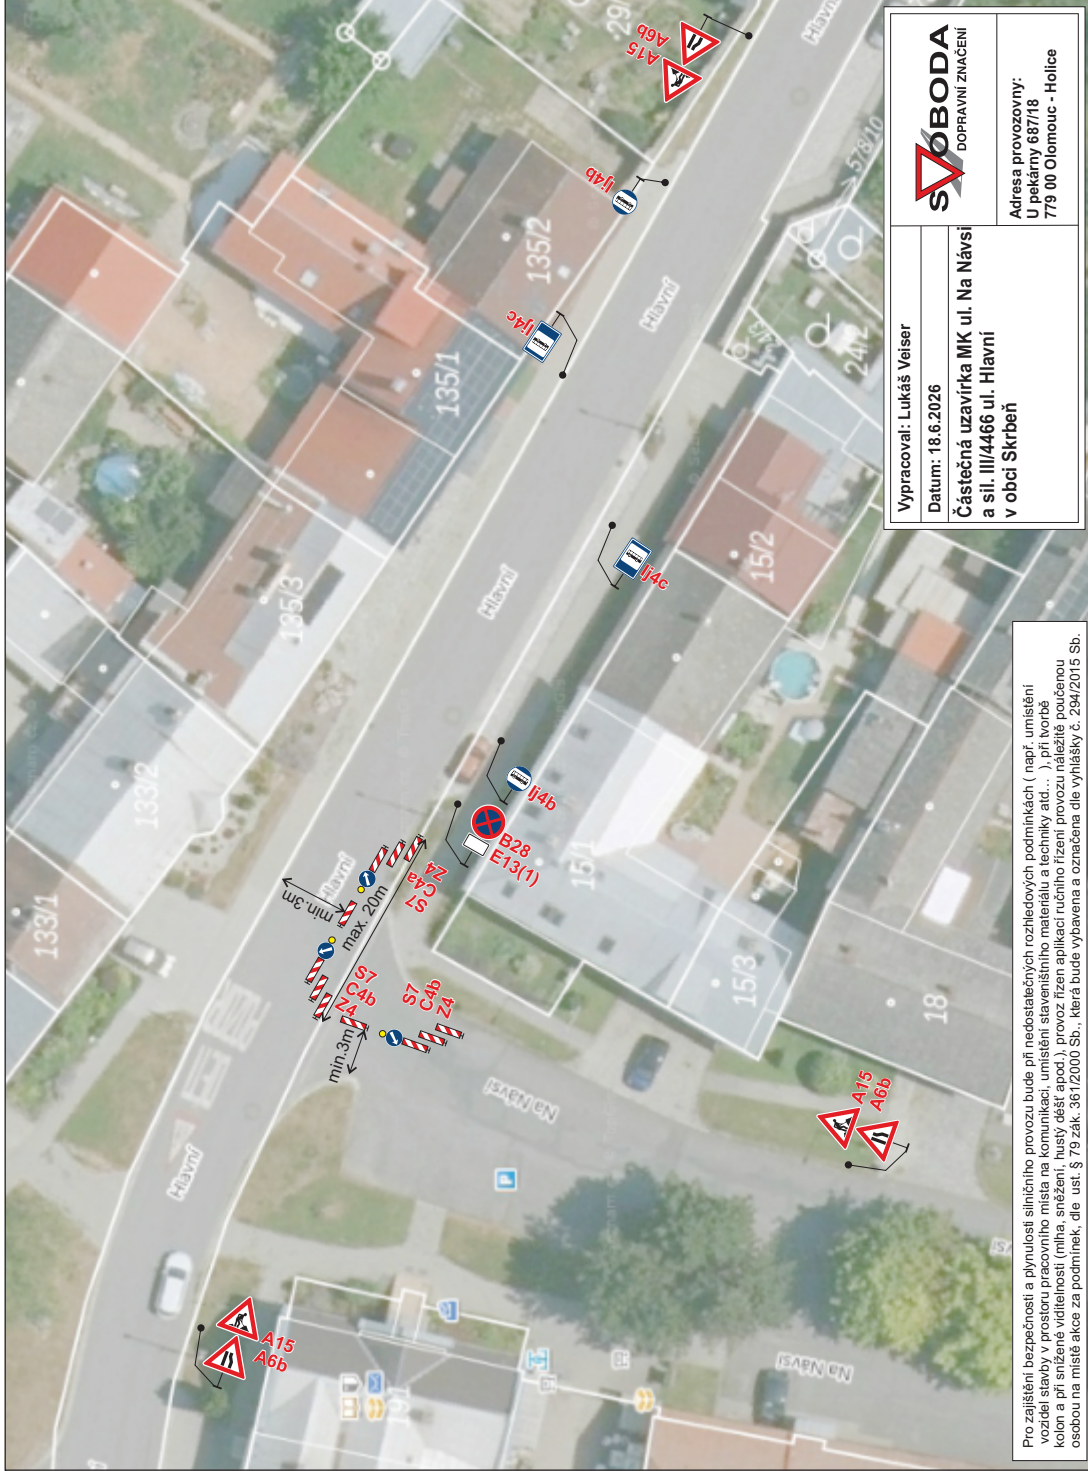 Vypracoval: Lukáš Veiser
Datum: 18.6.2026
Částečná uzavírka MK ul. Na Návsi
a sil. III/4466 ul. Hlavní
v obci Skrbeň
SVOBODA
DOPRAVNÍ ZNAČENÍ
Adresa provozovny:
U pekárny 687/18
779 00 Olomouc - Holice
Pro zajištění bezpečnosti a plynulosti silničního provozu bude při nedostatečných rozhledových podmínkách ( např. umístění
vozidel stavby v prostoru pracovního místa na komunikaci, umístění staveništního materiálu a techniky atd... ), při tvorbě
kolon a při snížené viditelnosti (mlha, sněžení, hustý déšť apod.), provoz řízen aplikací ručního řízení provozu náležitě poučenou
osobou na místě akce za podmínek, dle ust. § 79 zák. 361/2000 Sb., která bude vybavena a označena dle vyhlášky č. 294/2015 Sb.
A15
A6b
A15
A6b
A15
A6b
Ij4b
Ij4c
Ij4c
Ij4b
B28
E13(1)
S7
C4a
Z4
S7
C4b
Z4
S7
C4b
Z4
min.3m
max. 20m
min.3m
Hlavní
Hlavní
Hlavní
Hlavní
Hlavní
Na Návsí
Na Návsí
133/1
133/2
135/3
135/1
135/2
578/10
15/2
15/1
15/3
18
191
24/2
P